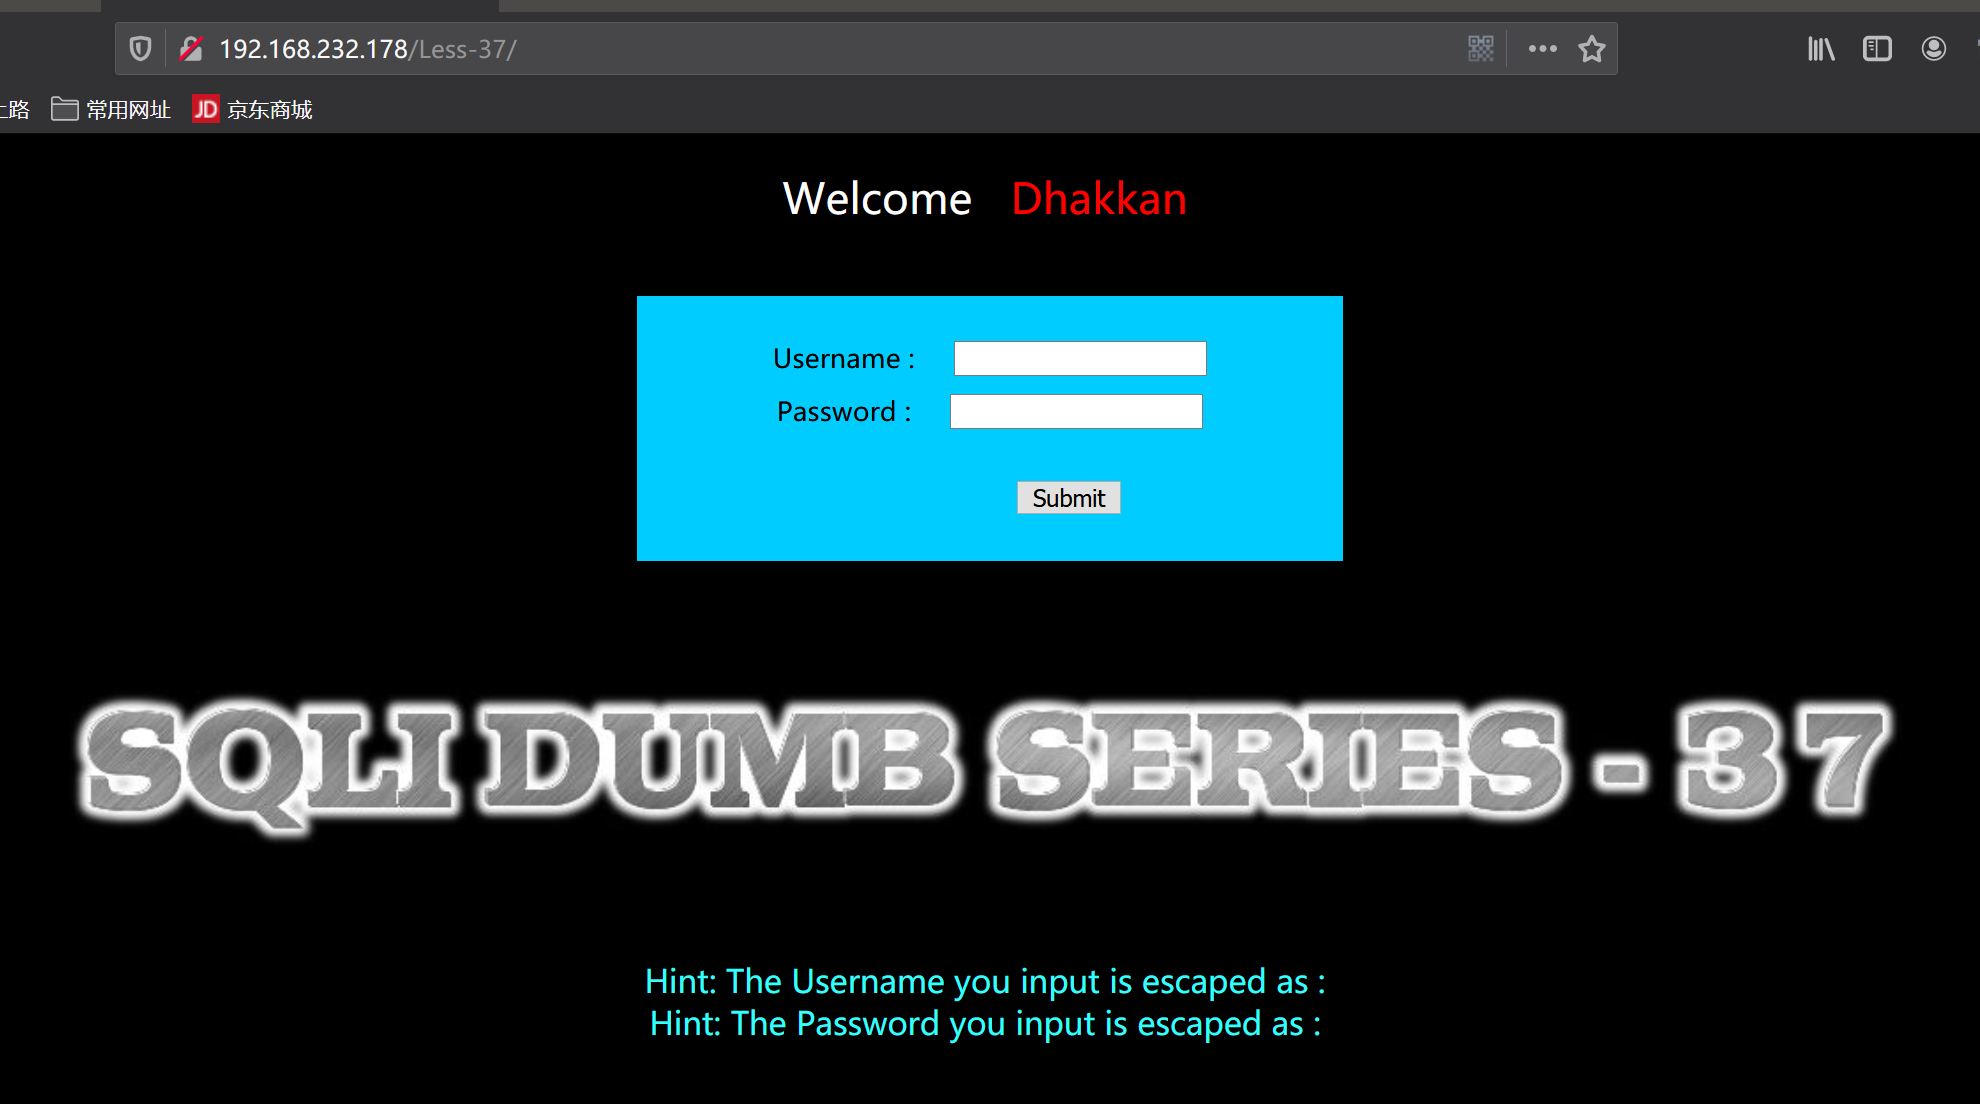 192.168.232.178/Less-37/
上路 常用网址 JD 京东商城
Welcome Dhakkan
Username :
Password :
Submit
SQLI DUMB SERIES - 37
Hint: The Username you input is escaped as :
Hint: The Password you input is escaped as :